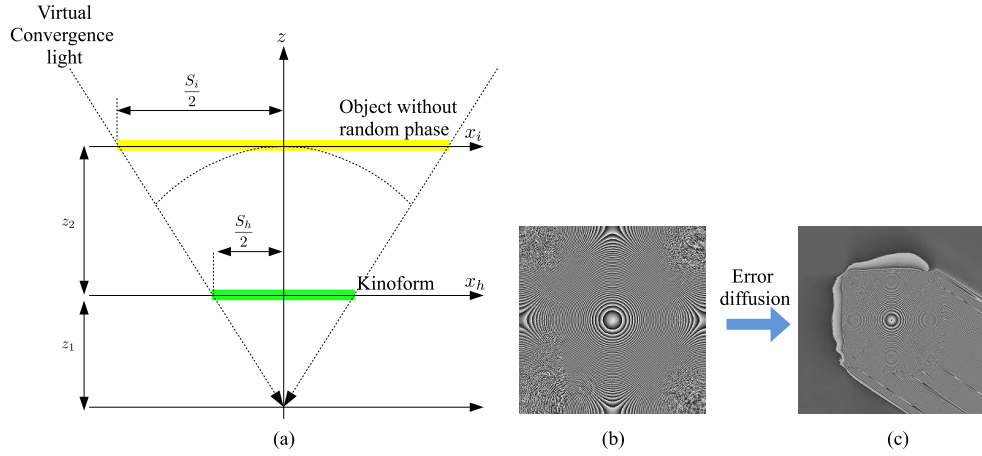 Virtual
Convergence
light
z
S_i
2
Object without
random phase
x_i
z_2
S_h
2
Kinoform
x_h
z_1
Error
diffusion
(a)
(b)
(c)